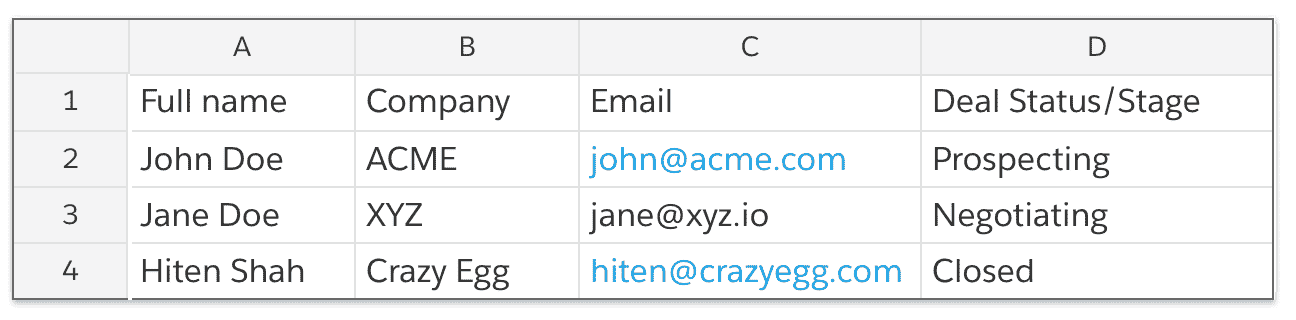 A B C D
1 Full name Company Email Deal Status/Stage
2 John Doe ACME john@acme.com Prospecting
3 Jane Doe XYZ jane@xyz.io Negotiating
4 Hiten Shah Crazy Egg hiten@crazyegg.com Closed